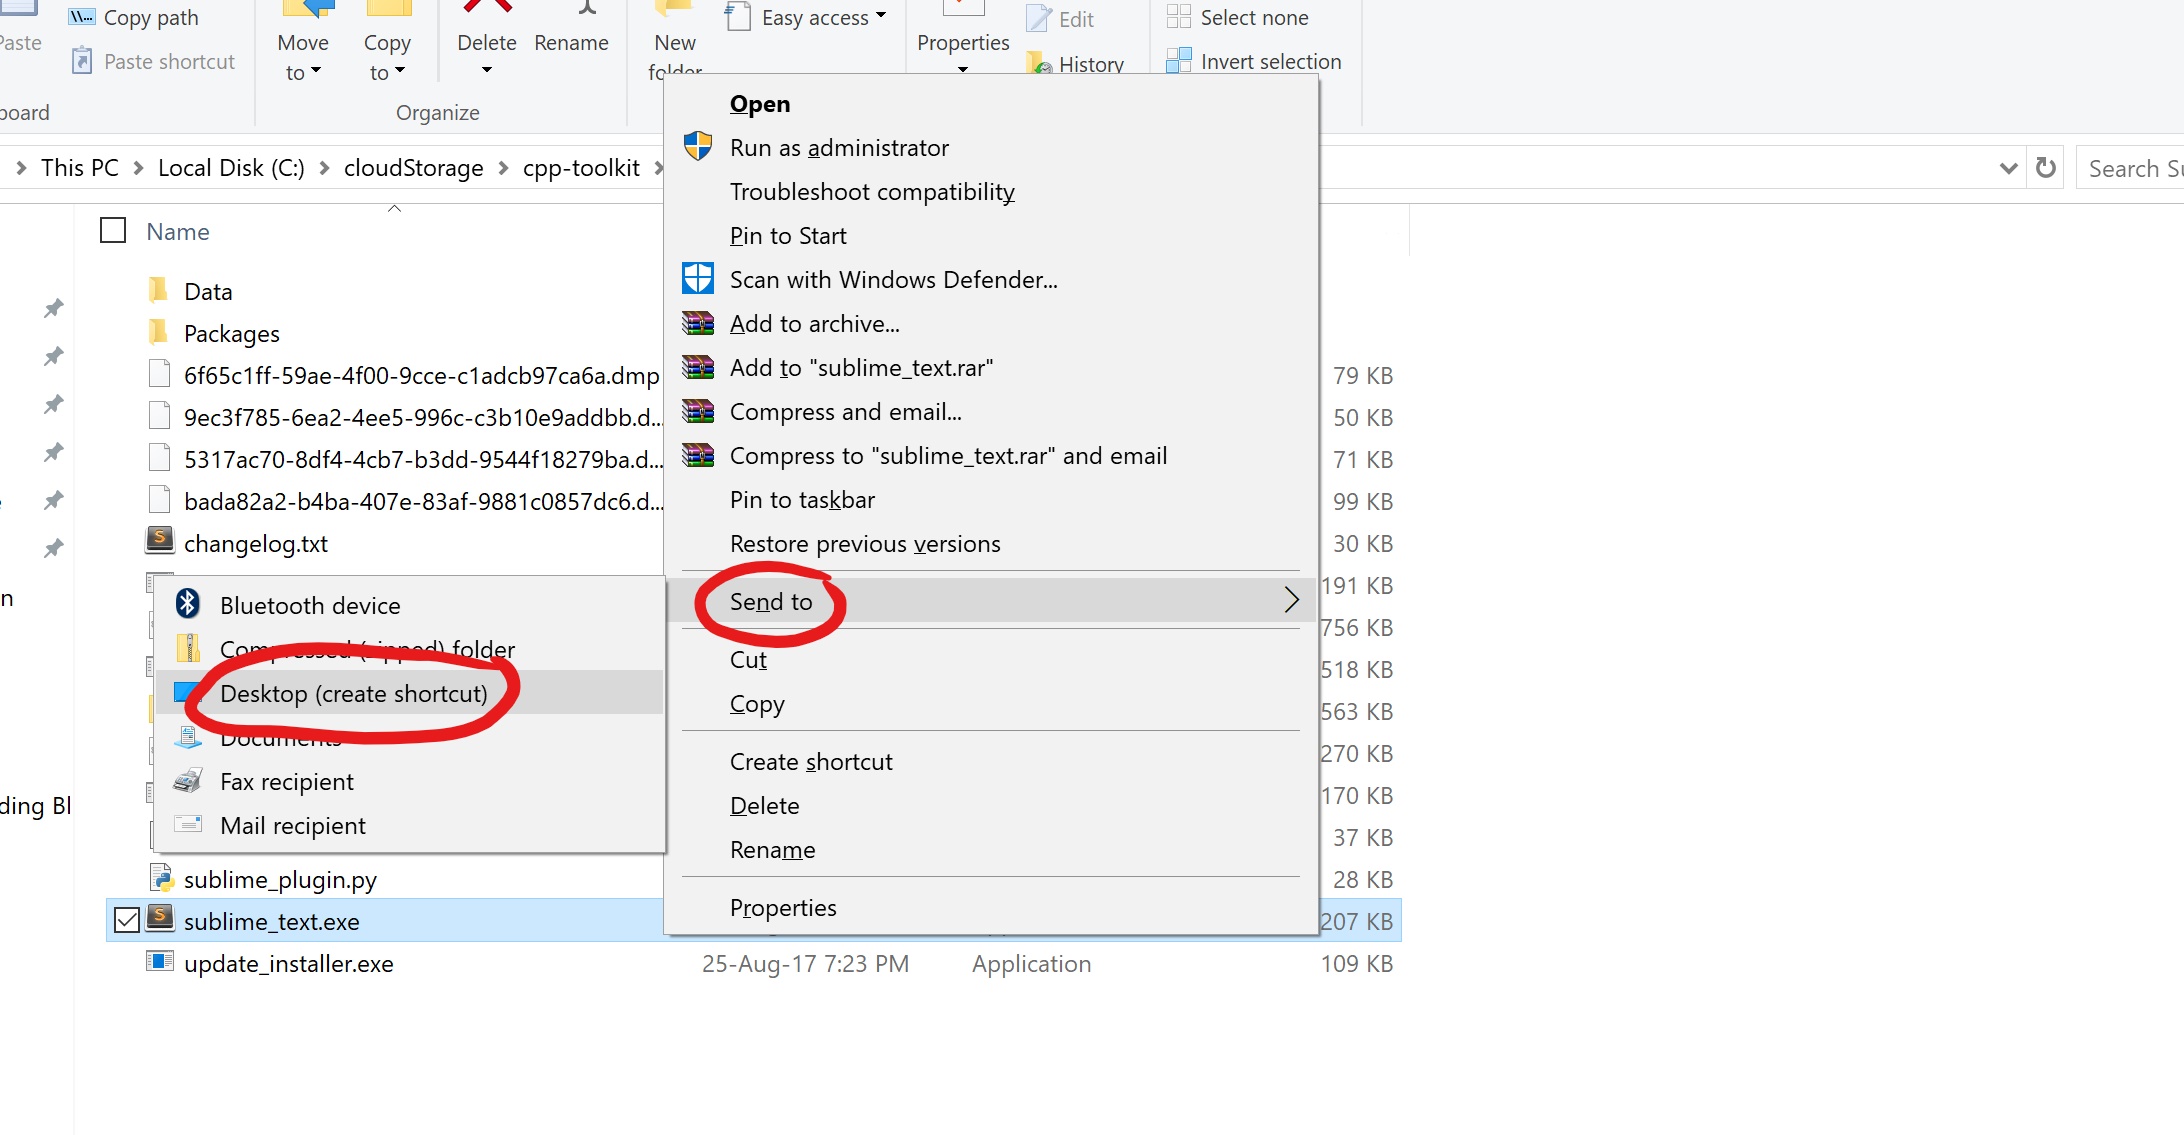 Copy path
Paste
Paste shortcut
board
Move
to
Copy
to
Delete
Rename
Organize
New
folder
Easy access
Properties
Edit
History
Select none
Invert selection
This PC
Local Disk (C:)
cloudStorage
cpp-toolkit
Search Su
Name
Data
Packages
6f65c1ff-59ae-4f00-9cce-c1adcb97ca6a.dmp
79 KB
9ec3f785-6ea2-4ee5-996c-c3b10e9addbb.d...
50 KB
5317ac70-8df4-4cb7-b3dd-9544f18279ba.d...
71 KB
bada82a2-b4ba-407e-83af-9881c0857dc6.d...
99 KB
changelog.txt
30 KB
191 KB
756 KB
518 KB
563 KB
270 KB
170 KB
37 KB
sublime_plugin.py
28 KB
sublime_text.exe
207 KB
update_installer.exe
25-Aug-17 7:23 PM
Application
109 KB
n
ding Bl
Open
Run as administrator
Troubleshoot compatibility
Pin to Start
Scan with Windows Defender...
Add to archive...
Add to "sublime_text.rar"
Compress and email...
Compress to "sublime_text.rar" and email
Pin to taskbar
Restore previous versions
Send to
Cut
Copy
Create shortcut
Delete
Rename
Properties
Bluetooth device
Compressed (zipped) folder
Desktop (create shortcut)
Documents
Fax recipient
Mail recipient